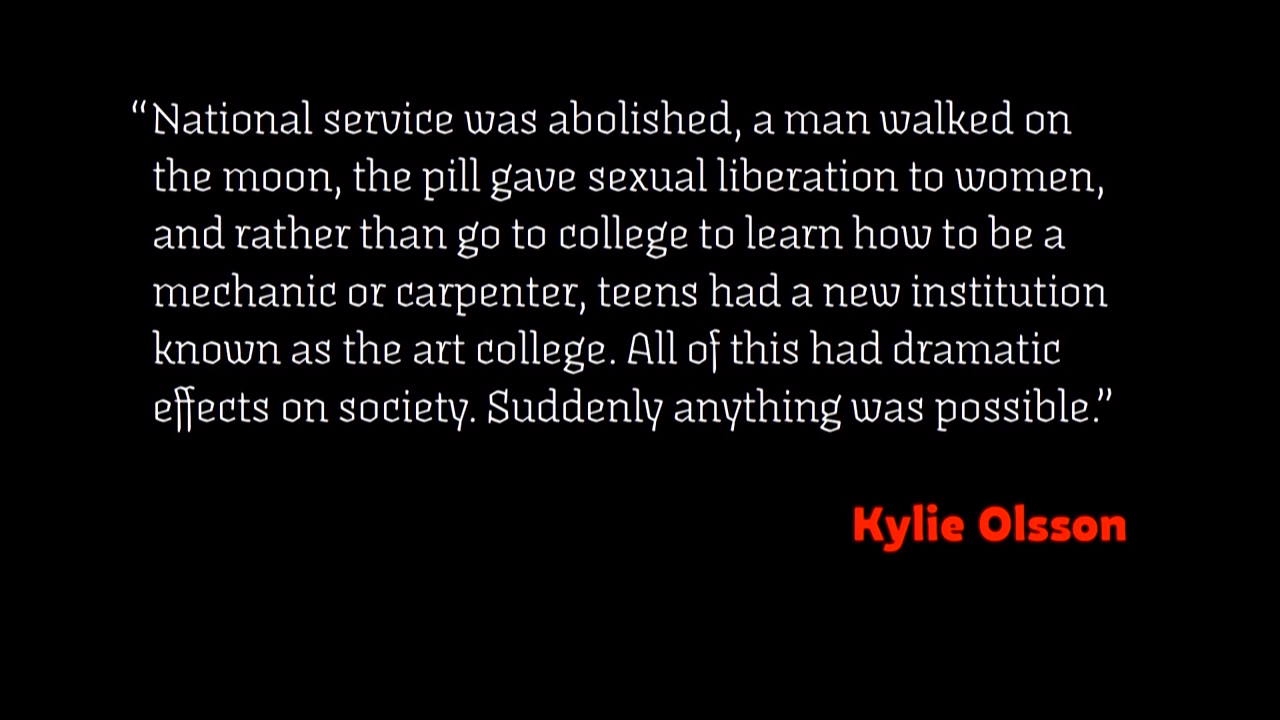 “National service was abolished, a man walked on
the moon, the pill gave sexual liberation to women,
and rather than go to college to learn how to be a
mechanic or carpenter, teens had a new institution
known as the art college. All of this had dramatic
effects on society. Suddenly anything was possible.”
Kylie Olsson